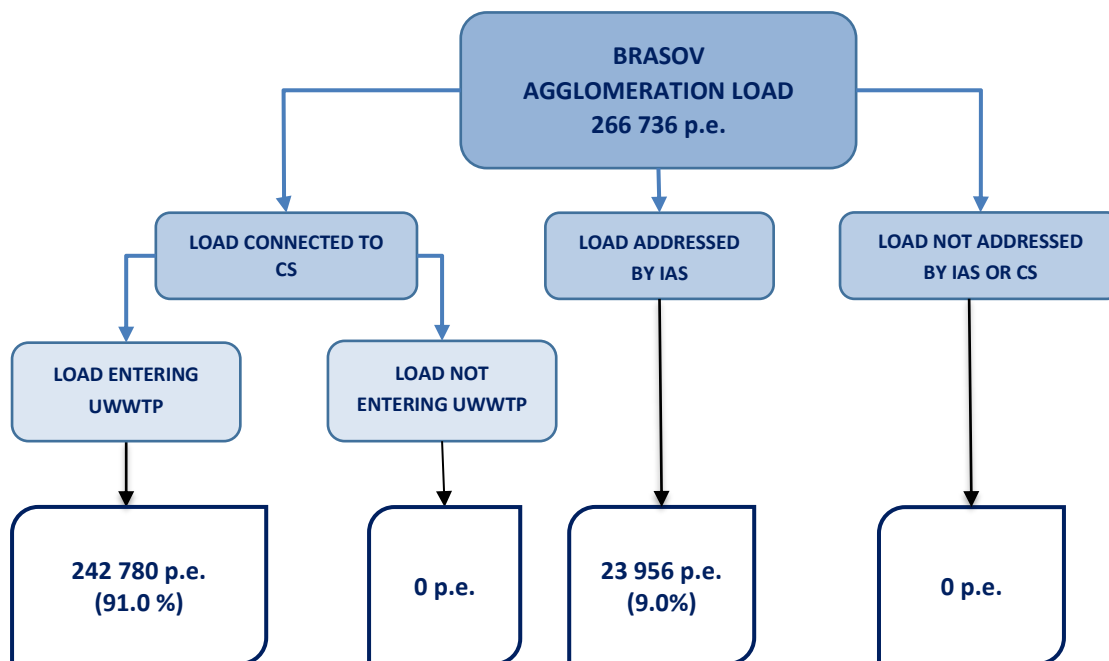 BRASOV
AGGLOMERATION LOAD
266 736 p.e.
LOAD CONNECTED TO
CS
LOAD ADDRESSED
BY IAS
LOAD NOT ADDRESSED
BY IAS OR CS
LOAD ENTERING
UWWTP
LOAD NOT
ENTERING UWWTP
242 780 p.e.
(91.0 %)
0 p.e.
23 956 p.e.
(9.0%)
0 p.e.